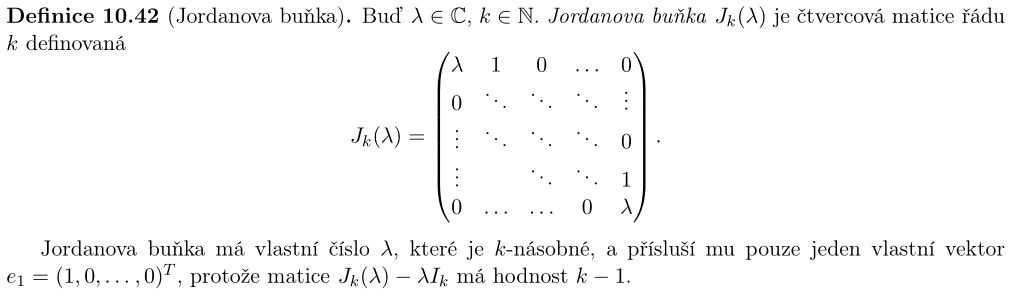 Definice 10.42 (Jordanova buňka). Buď λ ∈ ℂ, k ∈ ℕ. Jordanova buňka J_k(λ) je čtvercová matice řádu
k definovaná
λ 1 0 … 0
0 ⋱ ⋱ ⋱ ⋮
J_k(λ) = ⋮ ⋱ ⋱ ⋱ 0 .
⋮ ⋱ ⋱ 1
0 … … 0 λ
Jordanova buňka má vlastní číslo λ, které je k-násobné, a přísluší mu pouze jeden vlastní vektor
e_1 = (1, 0, . . . , 0)^T, protože matice J_k(λ) − λI_k má hodnost k − 1.